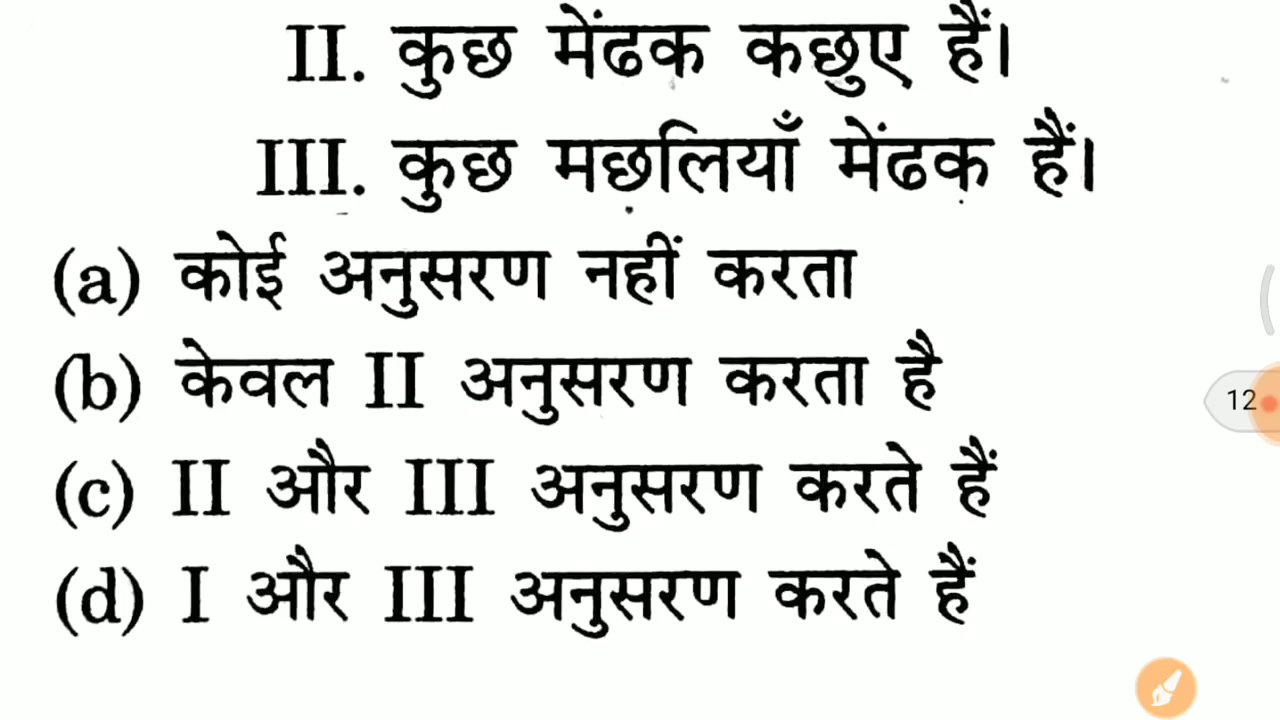 II. कुछ मेंढक कछुए हैं।
III. कुछ मछलियाँ मेंढक हैं।
(a) कोई अनुसरण नहीं करता
(b) केवल II अनुसरण करता है
12
(c) II और III अनुसरण करते हैं
(d) I और III अनुसरण करते हैं